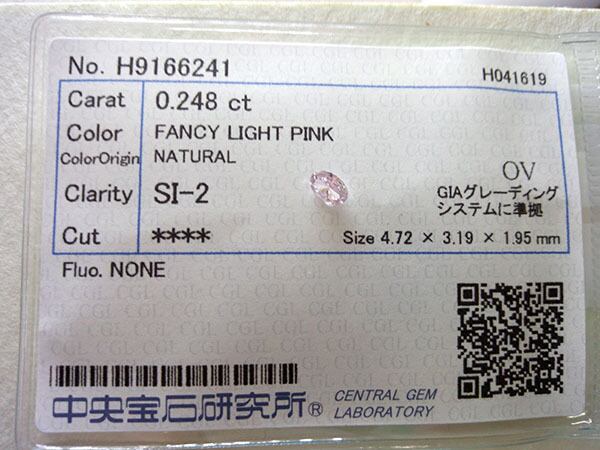 No. H9166241
H041619
Carat 0.248 ct
Color FANCY LIGHT PINK
ColorOrigin NATURAL
Clarity SI-2
OV
GIAグレーディング
システムに準拠
Cut ****
Size 4.72 × 3.19 × 1.95 mm
Fluo. NONE
中央宝石研究所®
CENTRAL GEM
LABORATORY